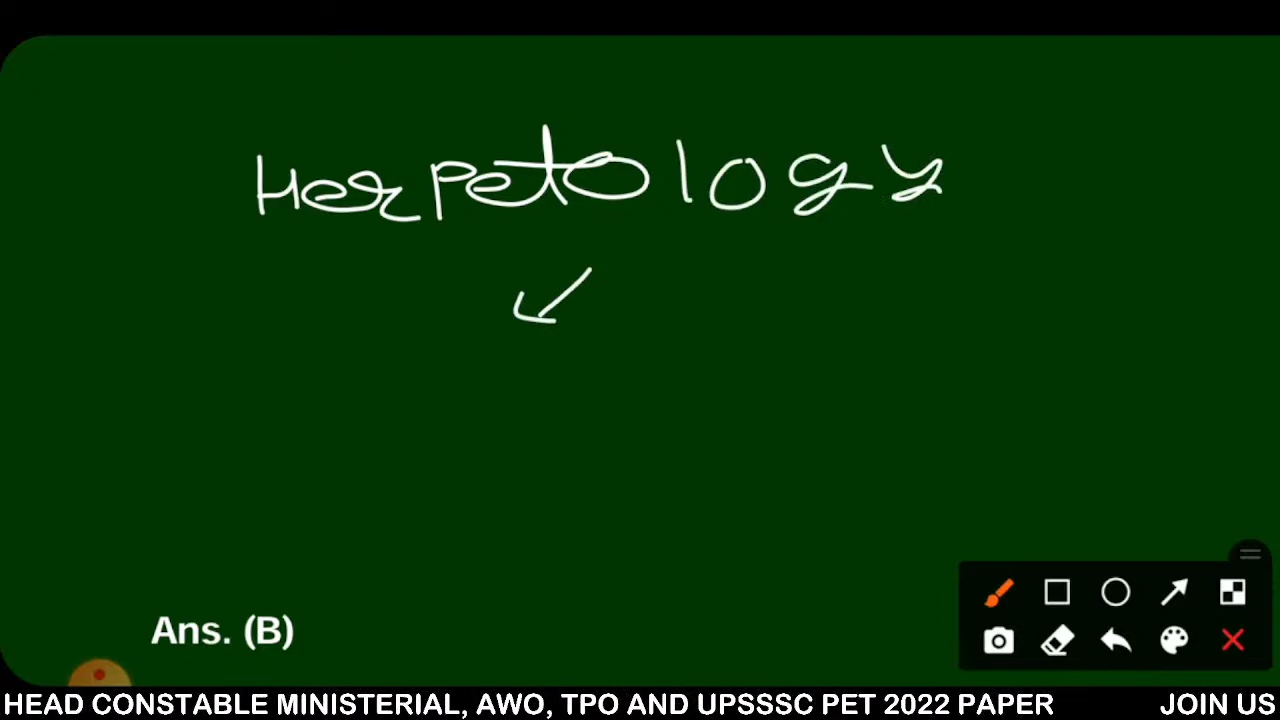 Herpetology
Ans. (B)
HEAD CONSTABLE MINISTERIAL, AWO, TPO AND UPSSSC PET 2022 PAPER JOIN US